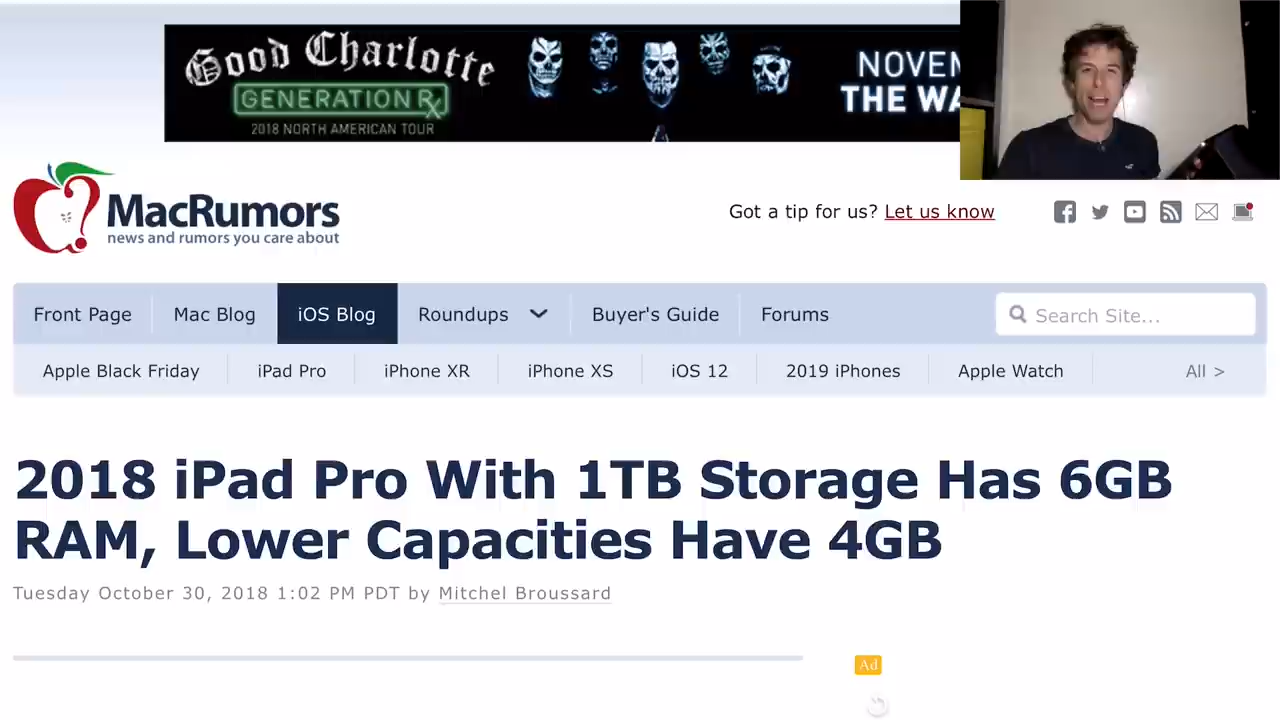 Good Charlotte
GENERATION Rx
2018 NORTH AMERICAN TOUR
THE
MacRumors
news and rumors you care about
Got a tip for us? Let us know
Front Page
Mac Blog
iOS Blog
Roundups
Buyer's Guide
Forums
Search Site...
Apple Black Friday
iPad Pro
iPhone XR
iPhone XS
iOS 12
2019 iPhones
Apple Watch
All >
2018 iPad Pro With 1TB Storage Has 6GB
RAM, Lower Capacities Have 4GB
Tuesday October 30, 2018 1:02 PM PDT by Mitchel Broussard
Ad